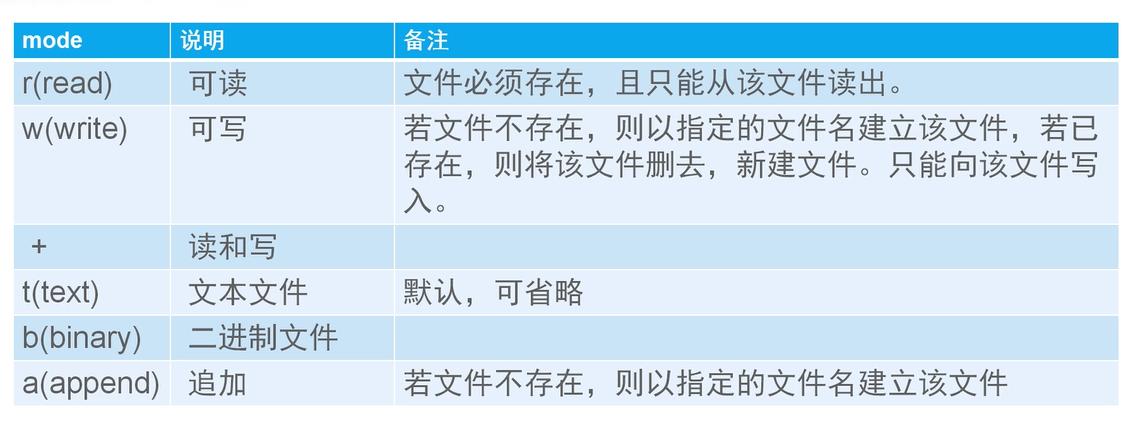 mode 说明 备注
r(read) 可读 文件必须存在，且只能从该文件读出。
w(write) 可写 若文件不存在，则以指定的文件名建立该文件，若已
存在，则将该文件删去，新建文件。只能向该文件写
入。
+ 读和写
t(text) 文本文件 默认，可省略
b(binary) 二进制文件
a(append) 追加 若文件不存在，则以指定的文件名建立该文件